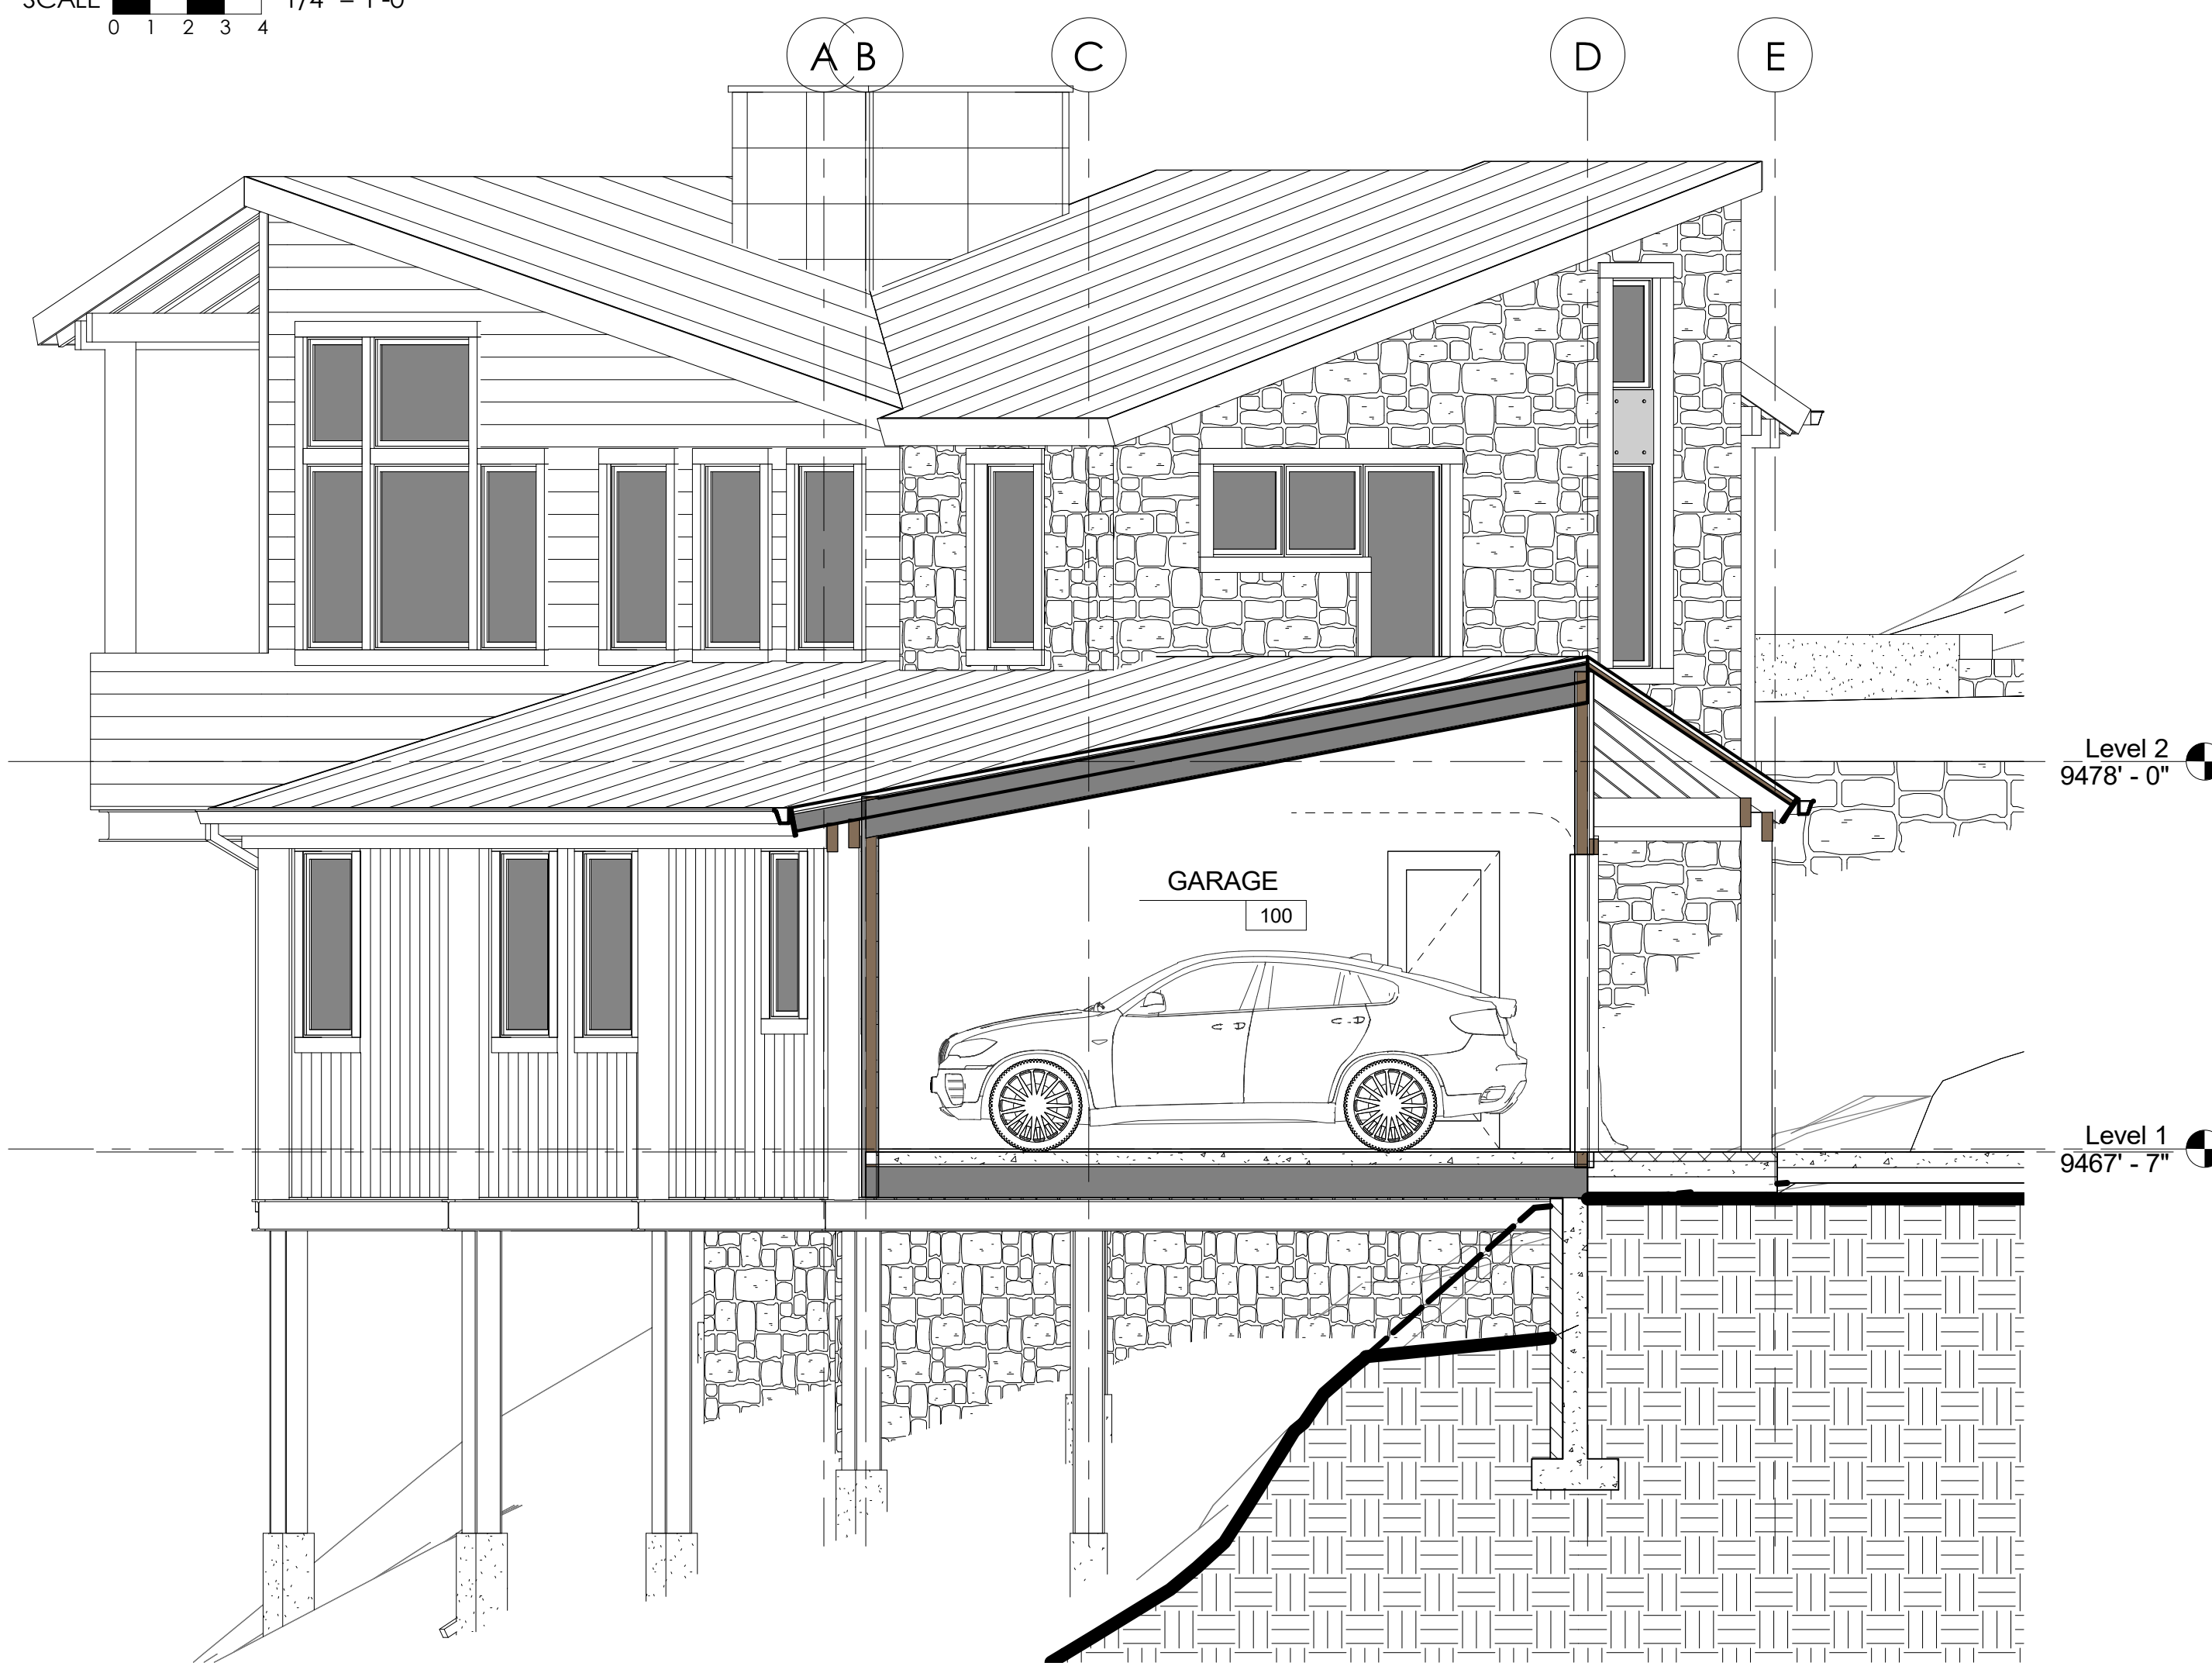 SCALE 1/4" = 1'-0"
0 1 2 3 4
A B C D E
Level 2
9478' - 0"
GARAGE
100
Level 1
9467' - 7"